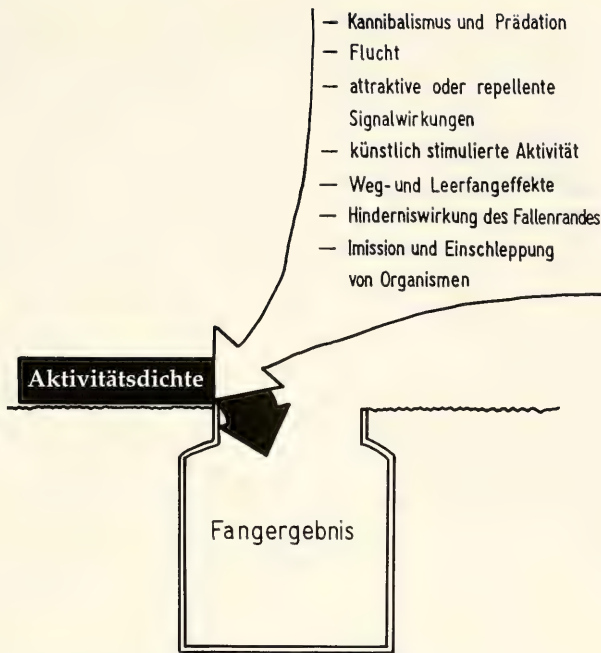 – Kannibalismus und Prädation
– Flucht
– attraktive oder repellente
Signalwirkungen
– künstlich stimulierte Aktivität
– Weg- und Leerfangeffekte
– Hinderniswirkung des Fallenrandes
– Imission und Einschleppung
von Organismen
Aktivitätsdichte
Fangergebnis